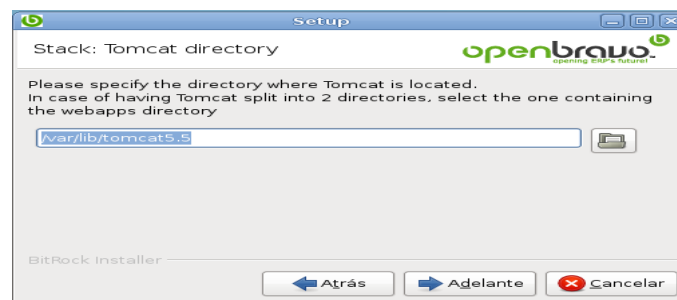 Setup
Stack: Tomcat directory
openbravo
opening ERP's future!
Please specify the directory where Tomcat is located.
In case of having Tomcat split into 2 directories, select the one containing
the webapps directory
/var/lib/tomcat5.5
BitRock Installer
Atrás
Adelante
Cancelar